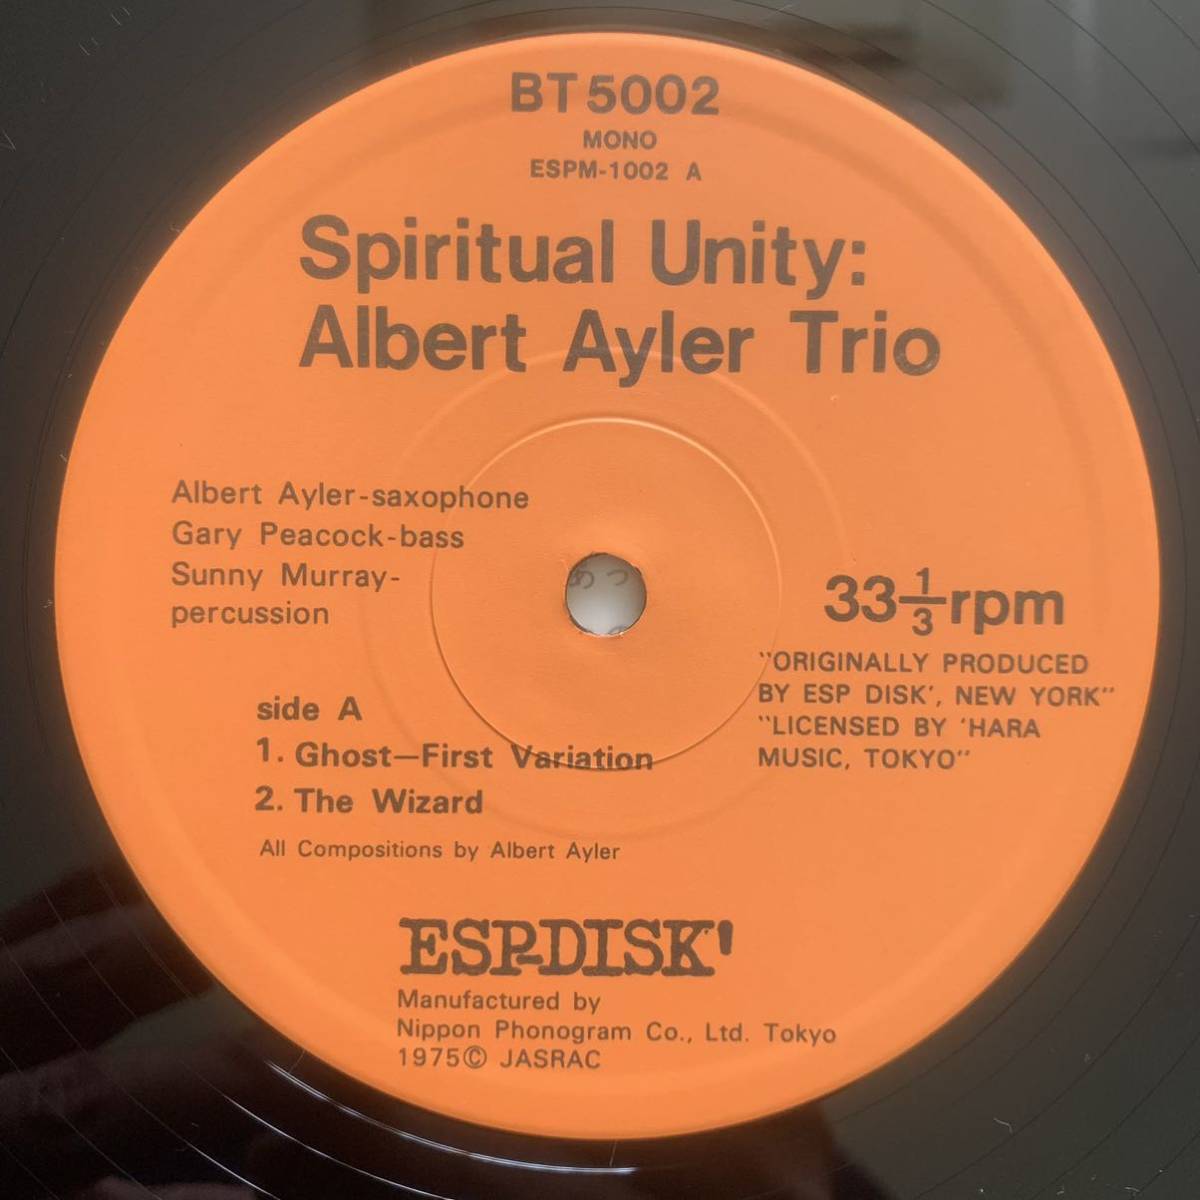 BT5002
MONO
ESPM-1002 A
Spiritual Unity:
Albert Ayler Trio
Albert Ayler-saxophone
Gary Peacock-bass
Sunny Murray-
percussion
めつ
33 1/3 rpm
"ORIGINALLY PRODUCED
BY ESP DISK', NEW YORK"
"LICENSED BY 'HARA
MUSIC, TOKYO"
side A
1. Ghost—First Variation
2. The Wizard
All Compositions by Albert Ayler
ESP-DISK'
Manufactured by
Nippon Phonogram Co., Ltd. Tokyo
1975© JASRAC